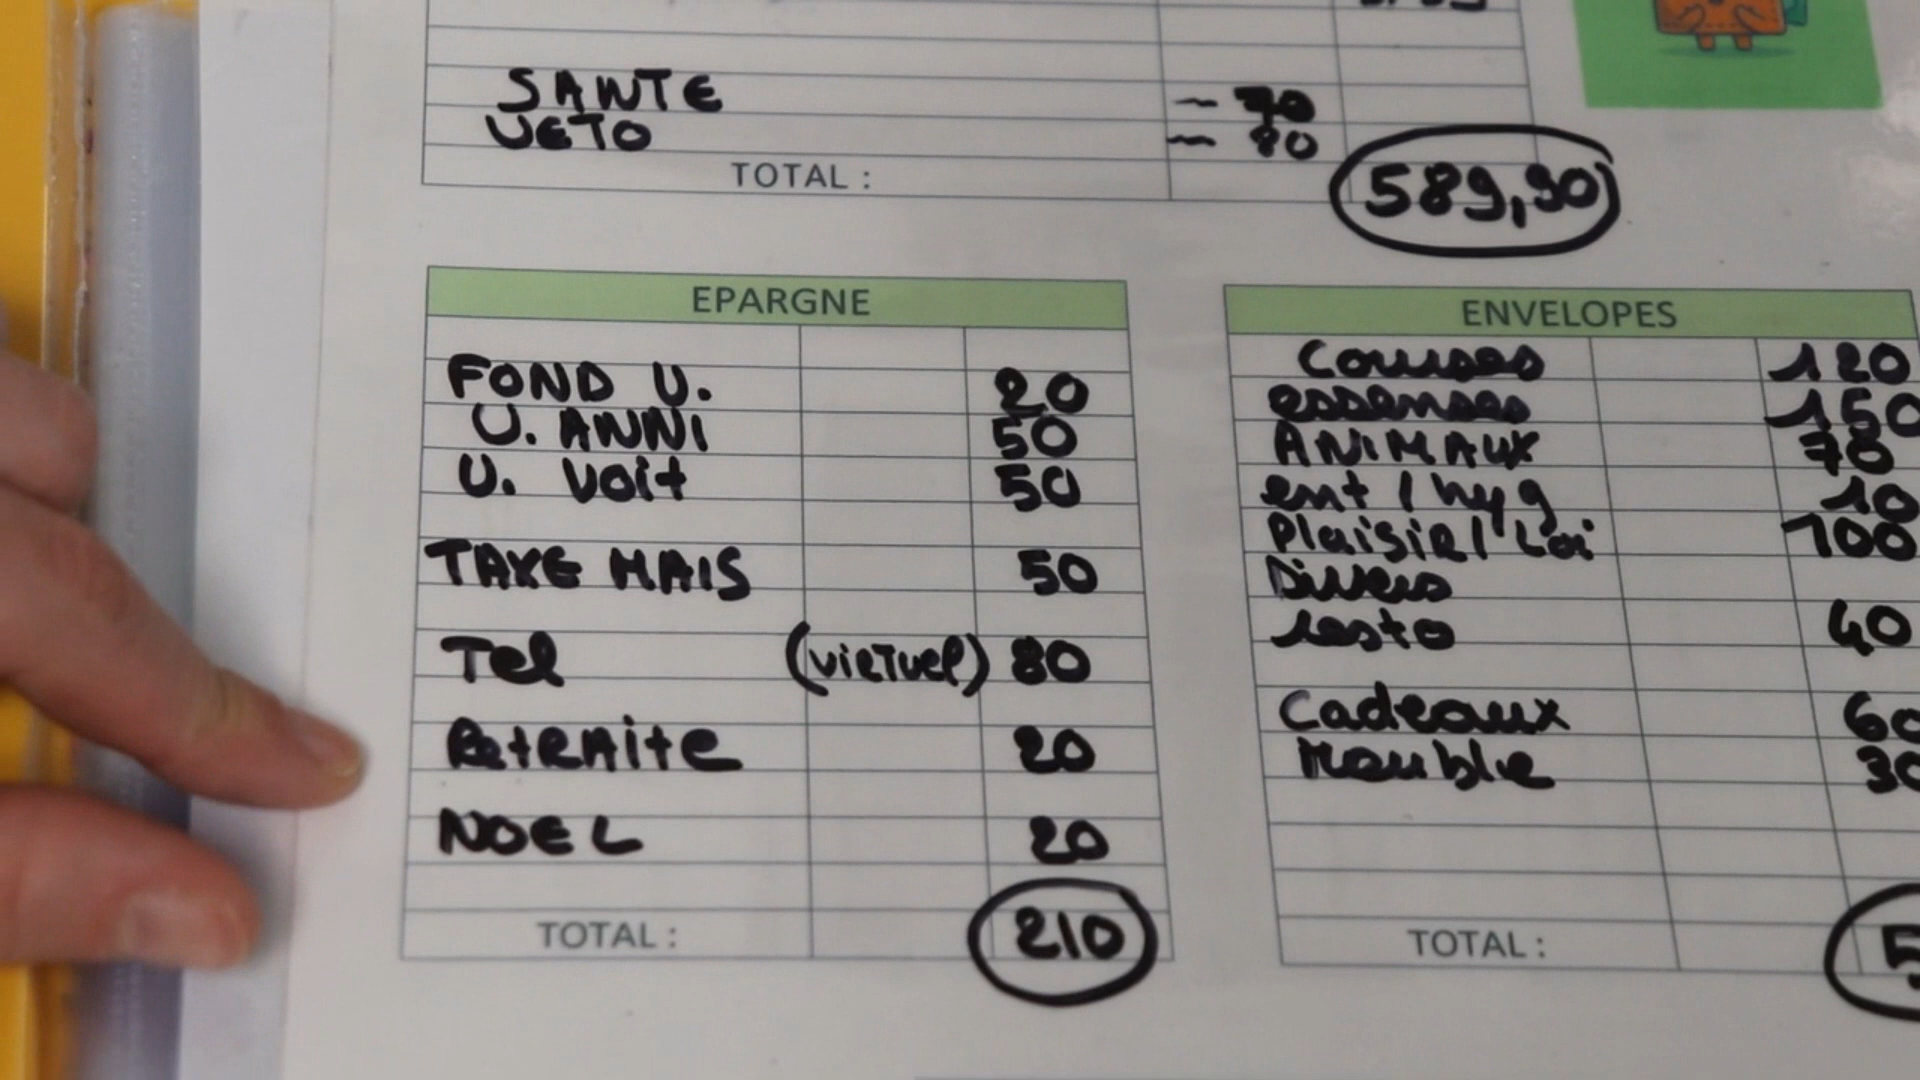 SANTE - 70
VETO - 80
TOTAL : 589,90
EPARGNE
FOND U. 20
U. ANNI 50
U. Voit 50
TAXE MAIS 50
Tel (virtuel) 80
Retraite 20
NOEL 20
TOTAL : 210
ENVELOPES
Courses 120
essences 150
ANIMAUX 70
ent / hyg 10
Plaisir / Loi 100
Divers
resto 40
Cadeaux 60
Meuble 30
TOTAL : 5